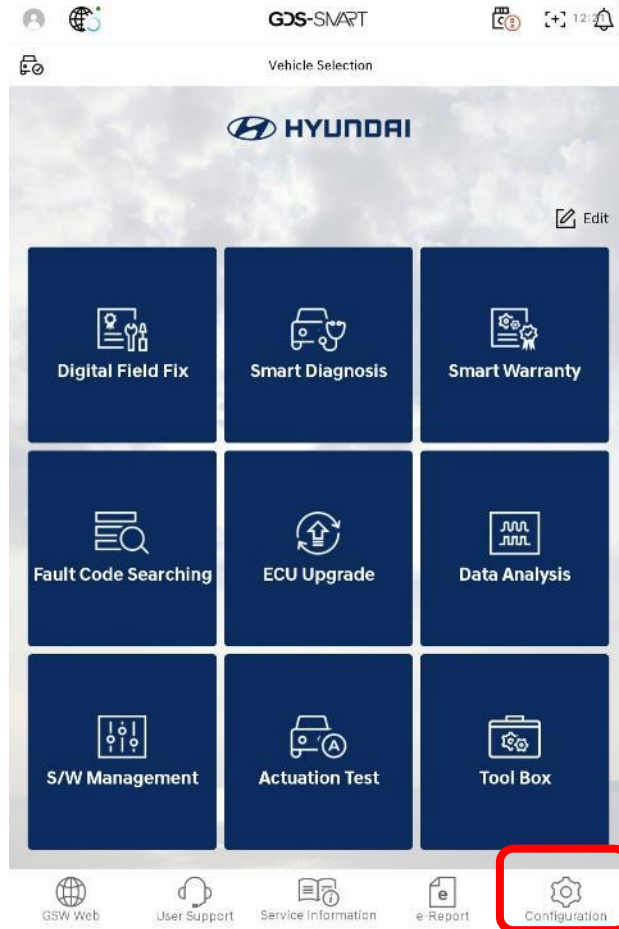 GDS-SMART
12:21
Vehicle Selection
HYUNDAI
Edit
Digital Field Fix
Smart Diagnosis
Smart Warranty
Fault Code Searching
ECU Upgrade
Data Analysis
S/W Management
Actuation Test
Tool Box
GSW Web
User Support
Service Information
e-Report
Configuration